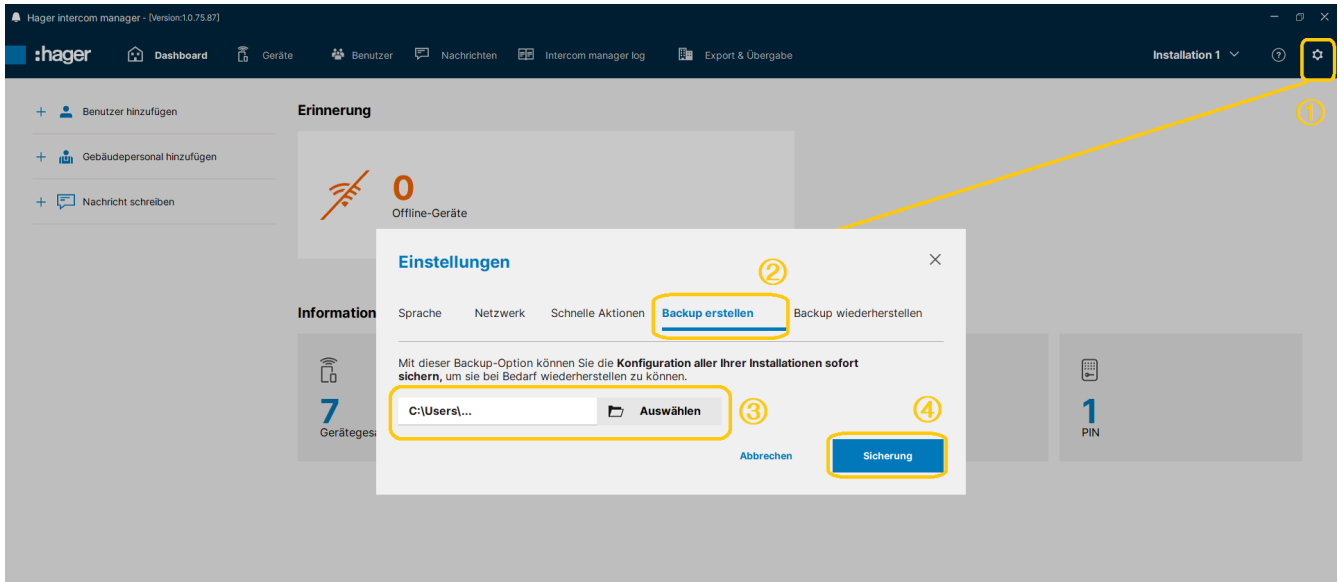 Hager intercom manager - [Version:1.0.75.87]
:hager Dashboard Geräte Benutzer Nachrichten Intercom manager log Export & Übergabe Installation 1
①
Benutzer hinzufügen
Gebäudepersonal hinzufügen
Nachricht schreiben
Erinnerung
0
Offline-Geräte
Information
7
Geräteges
1
PIN
Einstellungen
②
Sprache Netzwerk Schnelle Aktionen Backup erstellen Backup wiederherstellen
Mit dieser Backup-Option können Sie die Konfiguration aller Ihrer Installationen sofort
sichern, um sie bei Bedarf wiederherstellen zu können.
C:\Users\... Auswählen ③
④
Abbrechen Sicherung